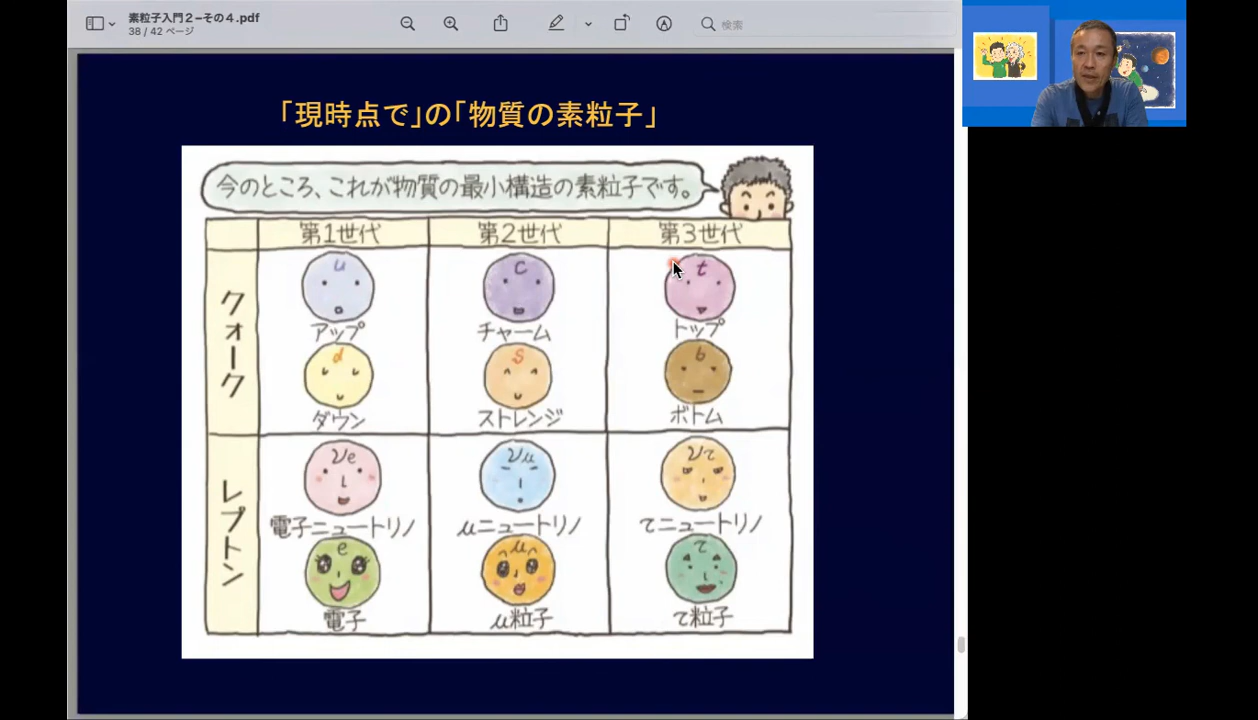 素粒子入門２−その４.pdf
38 / 42 ページ
検索
「現時点で」の「物質の素粒子」
今のところ、これが物質の最小構造の素粒子です。
第1世代 第2世代 第3世代
クォーク
u c t
アップ チャーム トップ
d s b
ダウン ストレンジ ボトム
レプトン
νe νμ ντ
電子ニュートリノ μニュートリノ τニュートリノ
e μ τ
電子 μ粒子 τ粒子